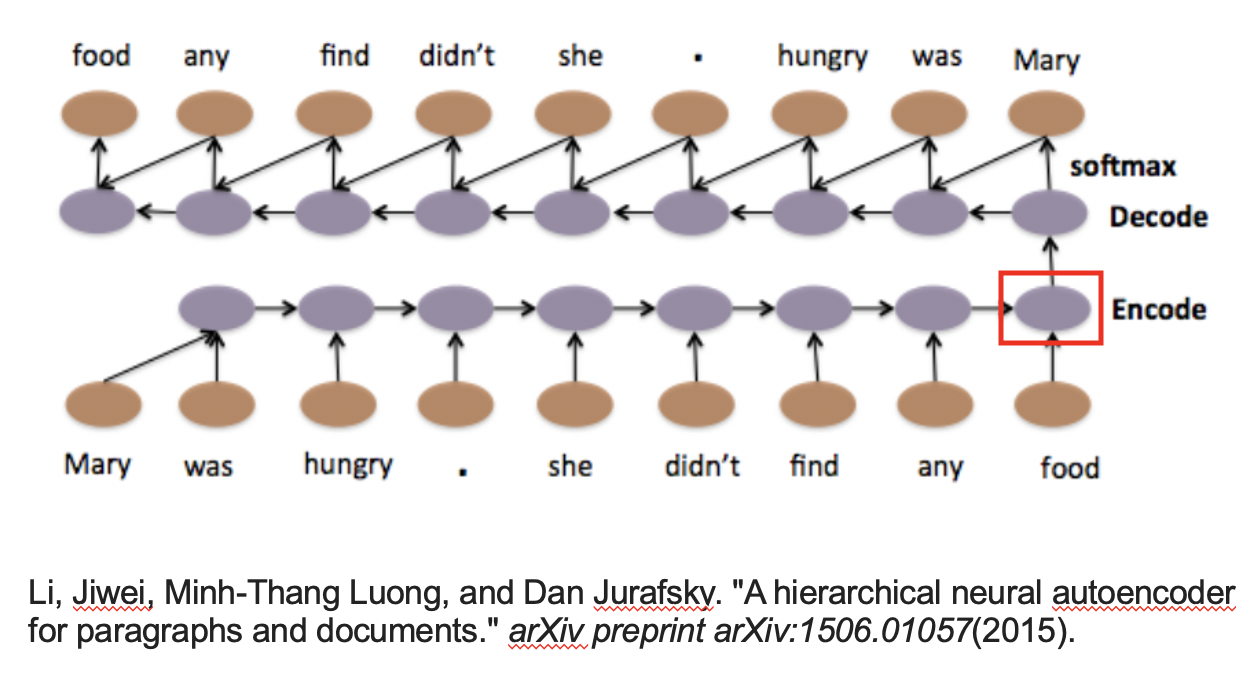 food any find didn't she . hungry was Mary
softmax
Decode
Encode
Mary was hungry . she didn't find any food
Li, Jiwei, Minh-Thang Luong, and Dan Jurafsky. "A hierarchical neural autoencoder
for paragraphs and documents." arXiv preprint arXiv:1506.01057(2015).